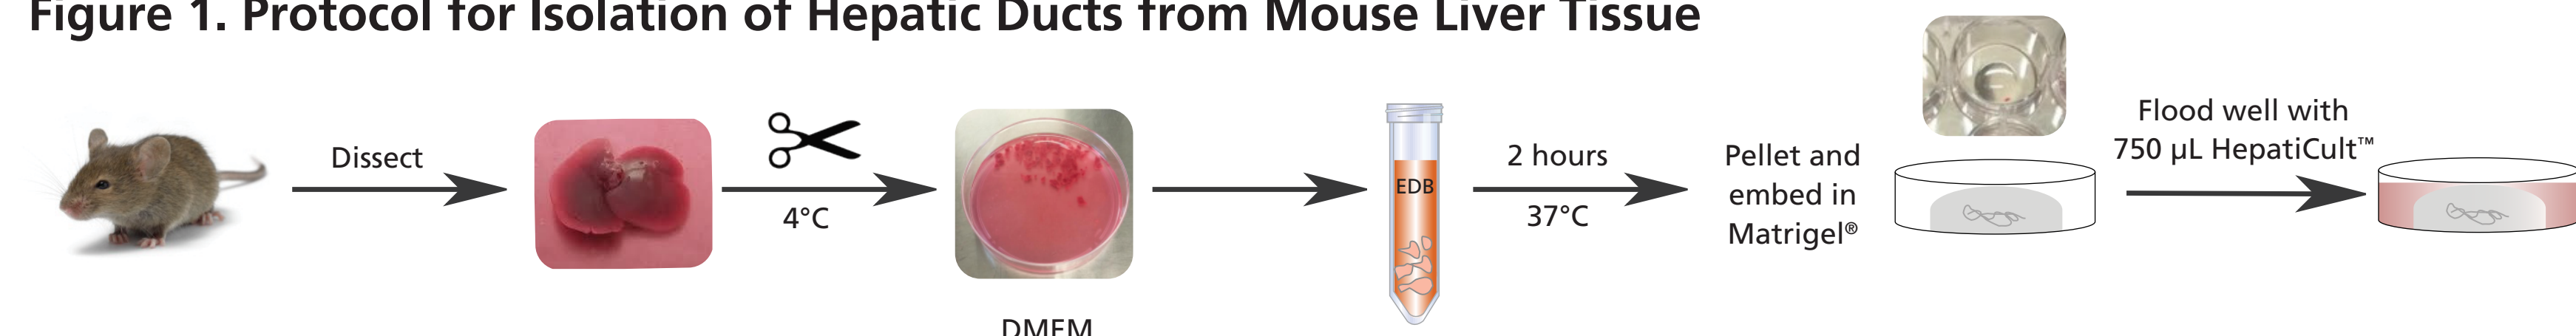 Figure 1. Protocol for Isolation of Hepatic Ducts from Mouse Liver Tissue
Dissect
4°C
DMEM
EDB
2 hours
37°C
Pellet and
embed in
Matrigel®
Flood well with
750 µL HepatiCult™